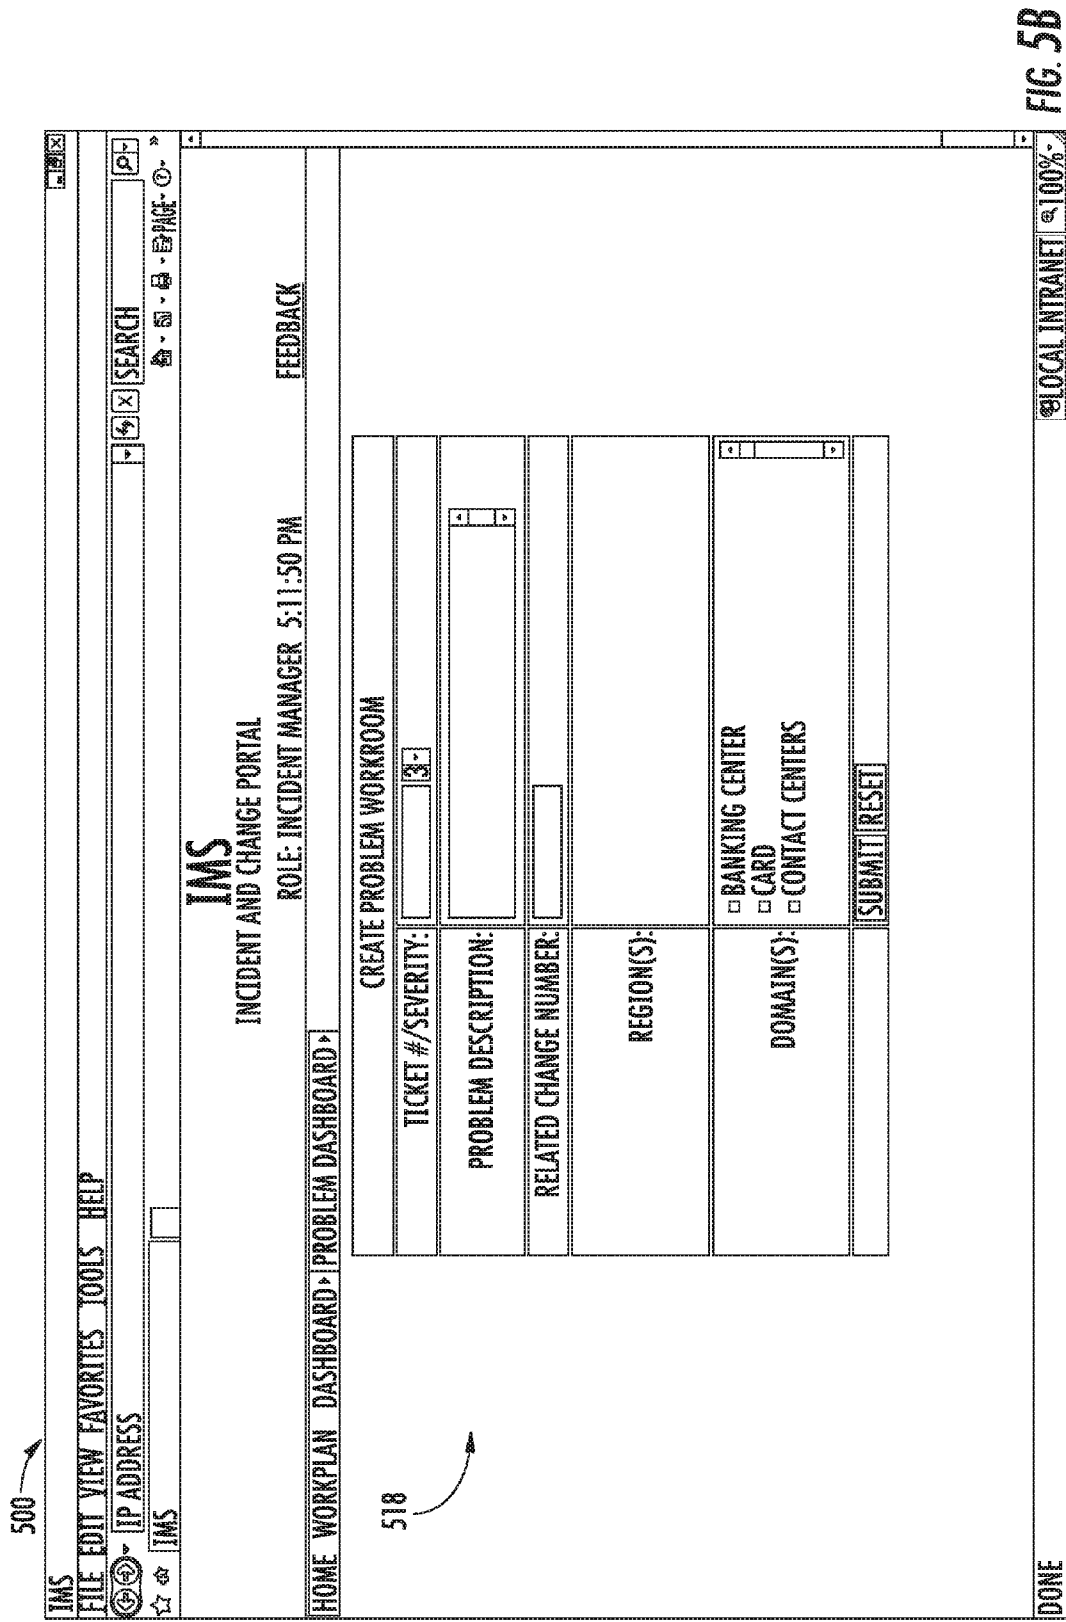 500
IMS
FILE EDIT VIEW FAVORITES TOOLS HELP
IP ADDRESS
SEARCH
IMS
PAGE
IMS
INCIDENT AND CHANGE PORTAL
ROLE: INCIDENT MANAGER 5:11:50 PM
FEEDBACK
HOME WORKPLAN DASHBOARD PROBLEM DASHBOARD
518
CREATE PROBLEM WORKROOM
TICKET #/SEVERITY: 3
PROBLEM DESCRIPTION:
RELATED CHANGE NUMBER:
REGION(S):
DOMAIN(S):
BANKING CENTER
CARD
CONTACT CENTERS
SUBMIT RESET
DONE
LOCAL INTRANET
100%
FIG. 5B